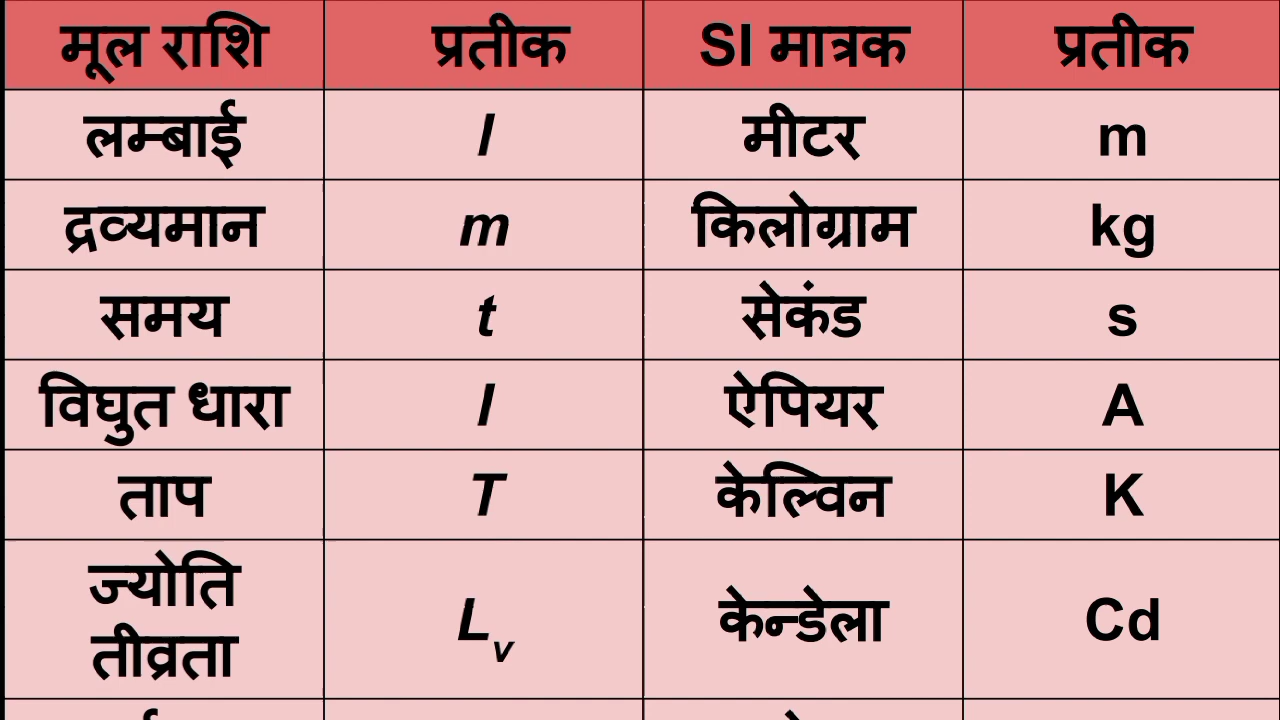 मूल राशि प्रतीक SI मात्रक प्रतीक
लम्बाई l मीटर m
द्रव्यमान m किलोग्राम kg
समय t सेकंड s
विघुत धारा I ऐपियर A
ताप T केल्विन K
ज्योति
तीव्रता Lv केन्डेला Cd